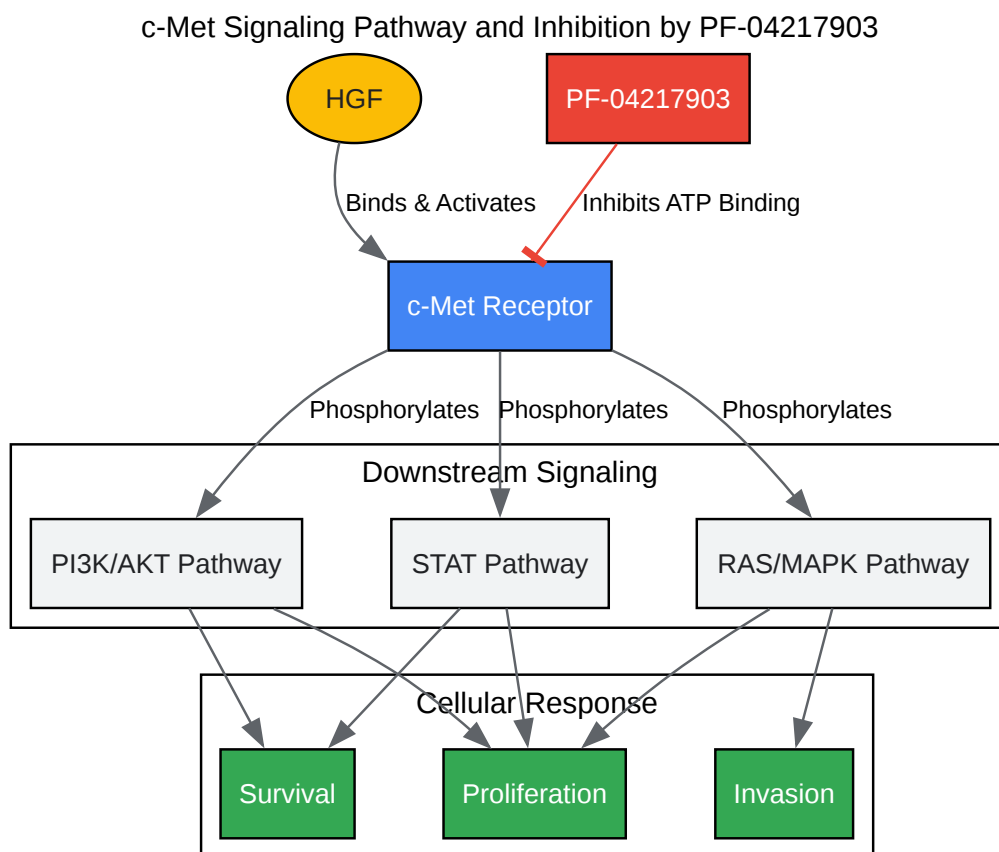 c-Met Signaling Pathway and Inhibition by PF-04217903
HGF
PF-04217903
Binds & Activates
Inhibits ATP Binding
c-Met Receptor
Phosphorylates
Phosphorylates
Phosphorylates
Downstream Signaling
PI3K/AKT Pathway
STAT Pathway
RAS/MAPK Pathway
Cellular Response
Survival
Proliferation
Invasion